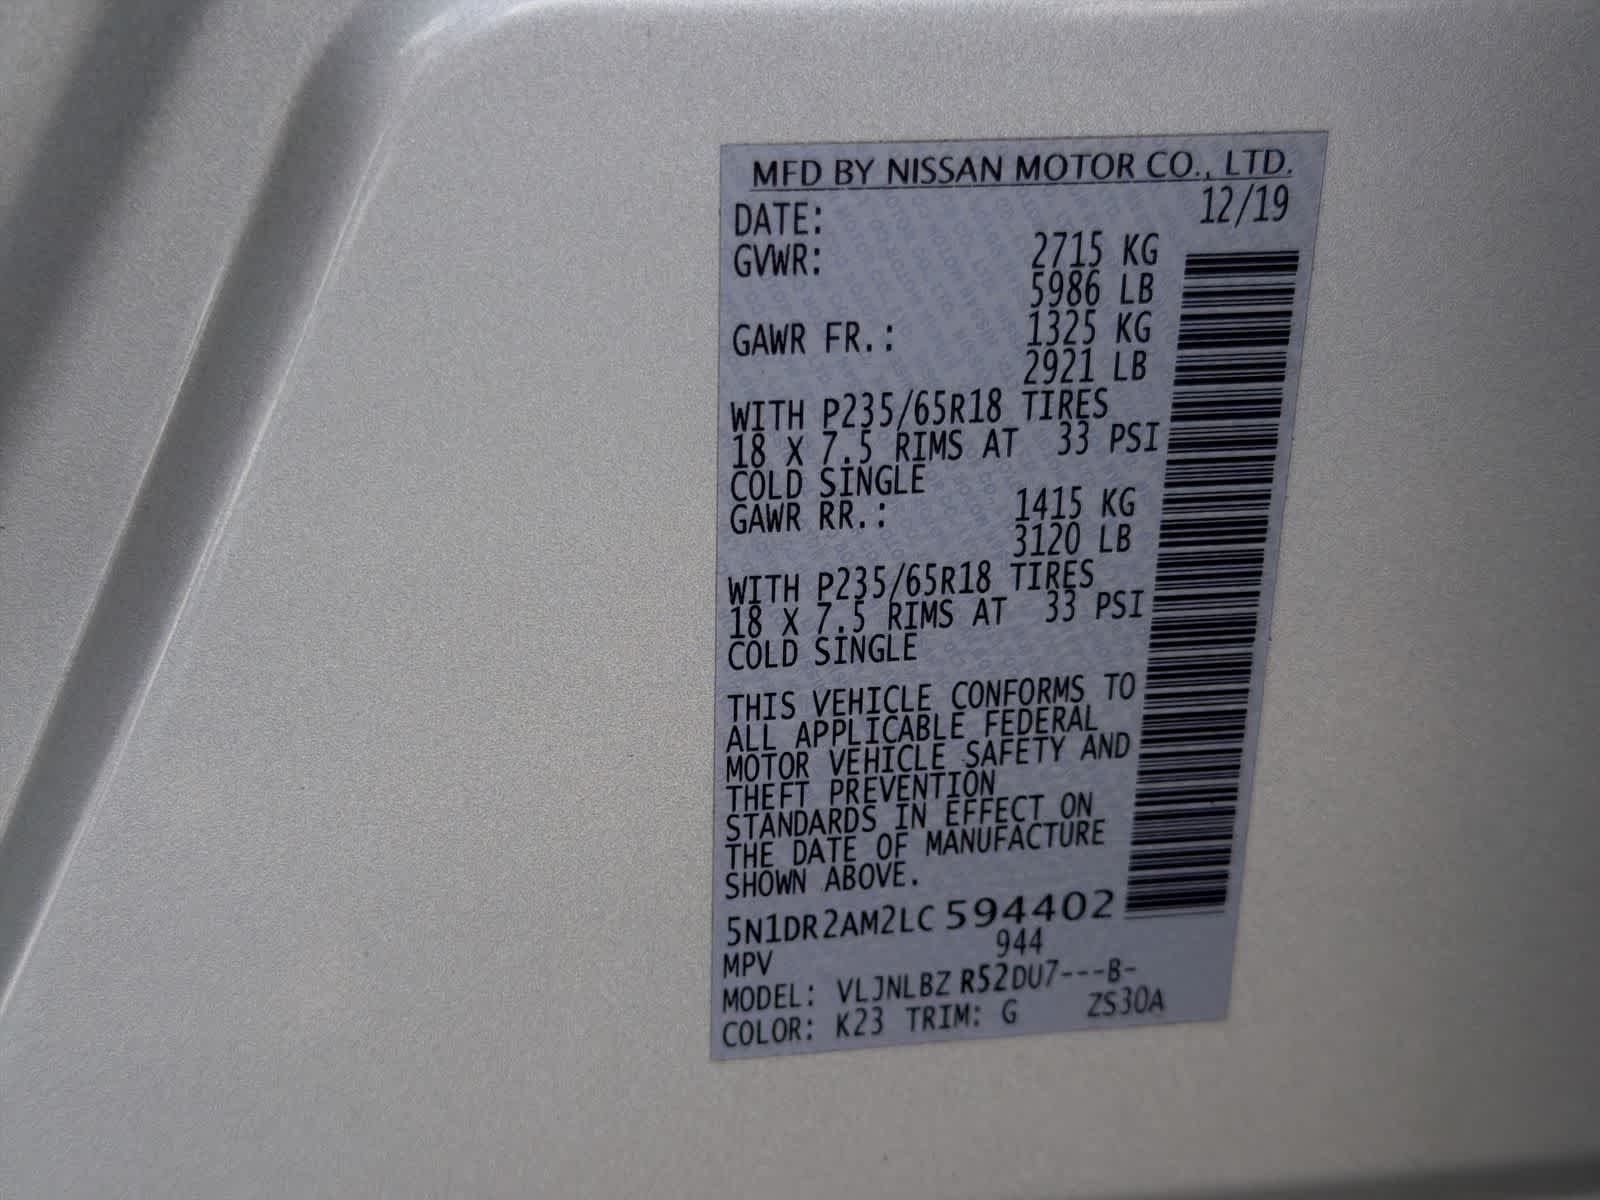 MFD BY NISSAN MOTOR CO., LTD.
DATE: 12/19
GVWR: 2715 KG
5986 LB
GAWR FR.: 1325 KG
2921 LB
WITH P235/65R18 TIRES
18 X 7.5 RIMS AT 33 PSI
COLD SINGLE
GAWR RR.: 1415 KG
3120 LB
WITH P235/65R18 TIRES
18 X 7.5 RIMS AT 33 PSI
COLD SINGLE
THIS VEHICLE CONFORMS TO
ALL APPLICABLE FEDERAL
MOTOR VEHICLE SAFETY AND
THEFT PREVENTION
STANDARDS IN EFFECT ON
THE DATE OF MANUFACTURE
SHOWN ABOVE.
5N1DR2AM2LC594402
MPV 944
MODEL: VLJNLBZ R52DU7---B-
COLOR: K23 TRIM: G ZS30A